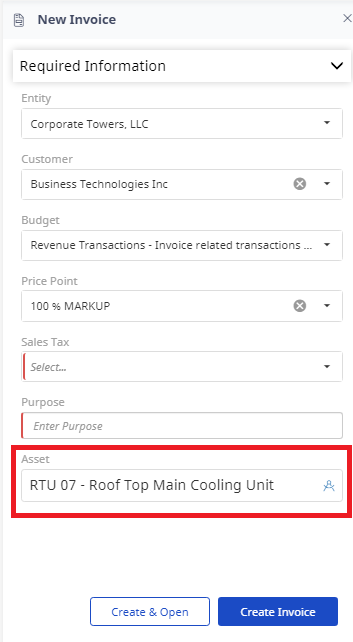 New Invoice
Required Information
Entity
Corporate Towers, LLC
Customer
Business Technologies Inc
Budget
Revenue Transactions - Invoice related transactions ...
Price Point
100 % MARKUP
Sales Tax
Select...
Purpose
Enter Purpose
Asset
RTU 07 - Roof Top Main Cooling Unit
Create & Open
Create Invoice